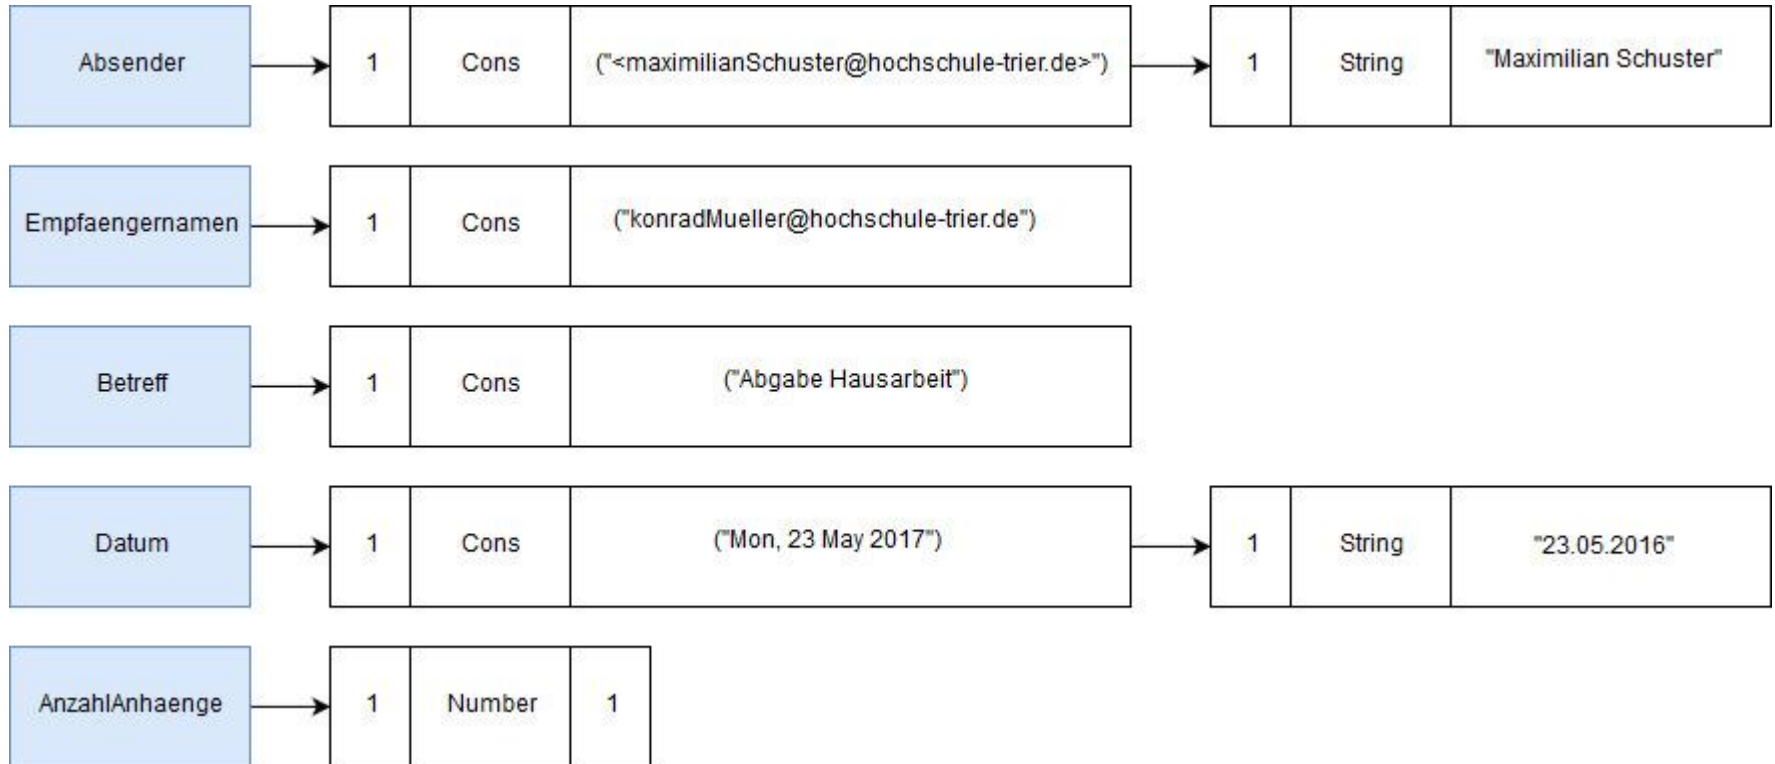 Absender 1 Cons ("<maximilianSchuster@hochschule-trier.de>") 1 String "Maximilian Schuster"
Empfaengernamen 1 Cons ("konradMueller@hochschule-trier.de")
Betreff 1 Cons ("Abgabe Hausarbeit")
Datum 1 Cons ("Mon, 23 May 2017") 1 String "23.05.2016"
AnzahlAnhaenge 1 Number 1